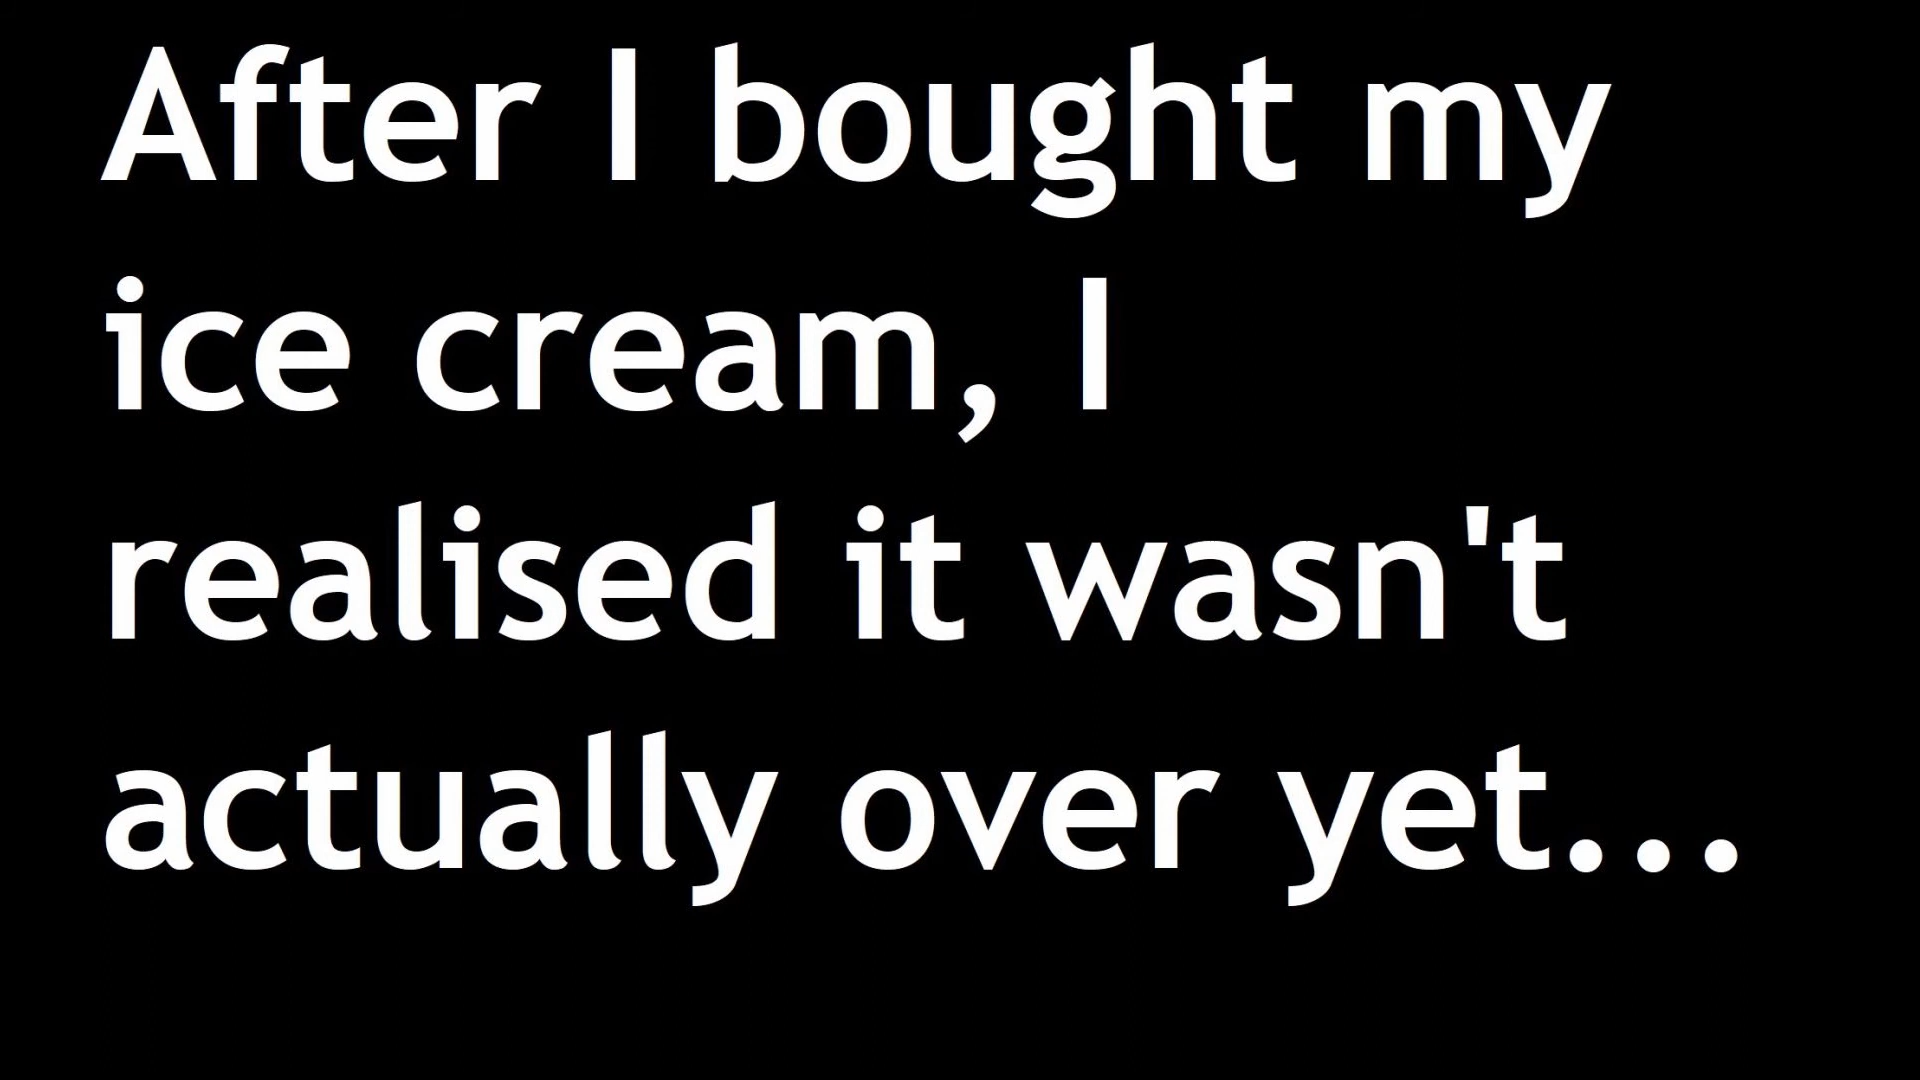 After I bought my
ice cream, I
realised it wasn't
actually over yet...